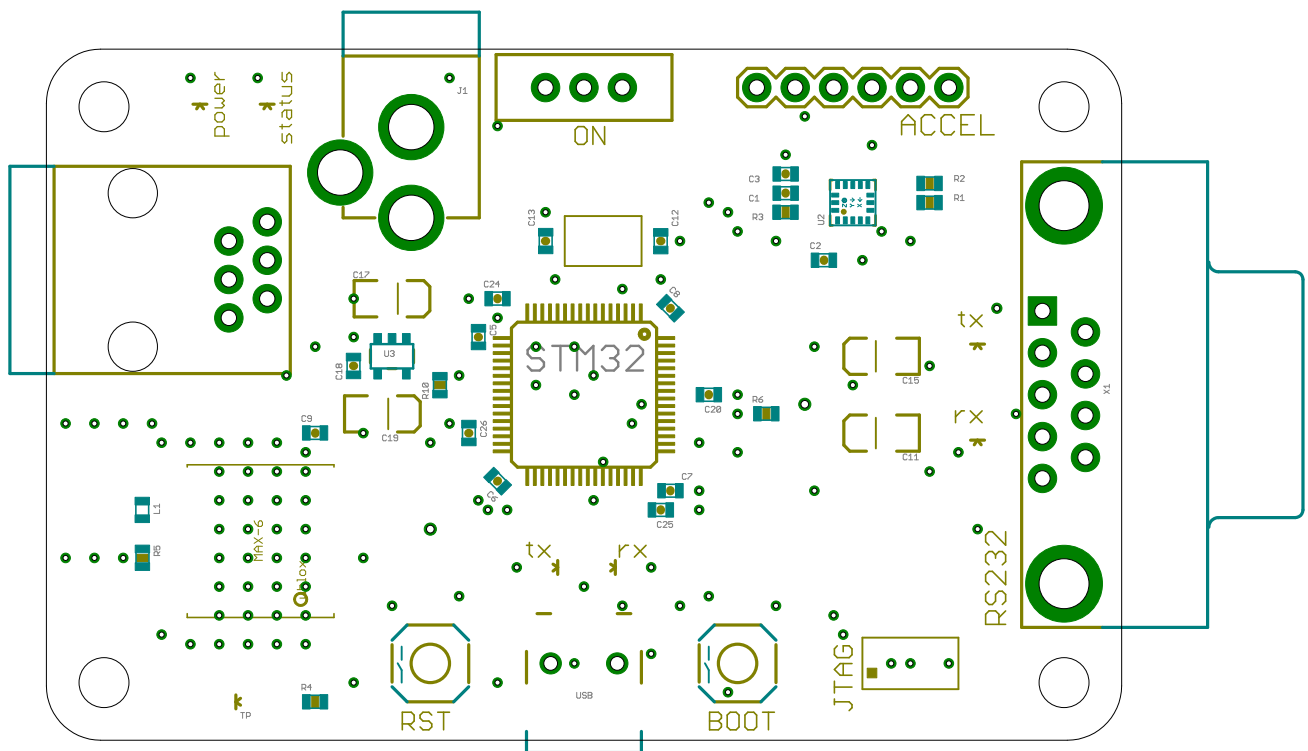 power
status
J1
ON
ACCEL
C3
C1
R3
U2
R2
R1
C2
C13
C12
C17
C24
C8
C5
U3
C18
R10
STM32
tx
C15
X1
C20
R6
rx
C9
C19
C26
C11
C6
C7
C25
L1
R5
MAX-6
ublox
tx
rx
RS232
JTAG
R4
TP
RST
USB
BOOT